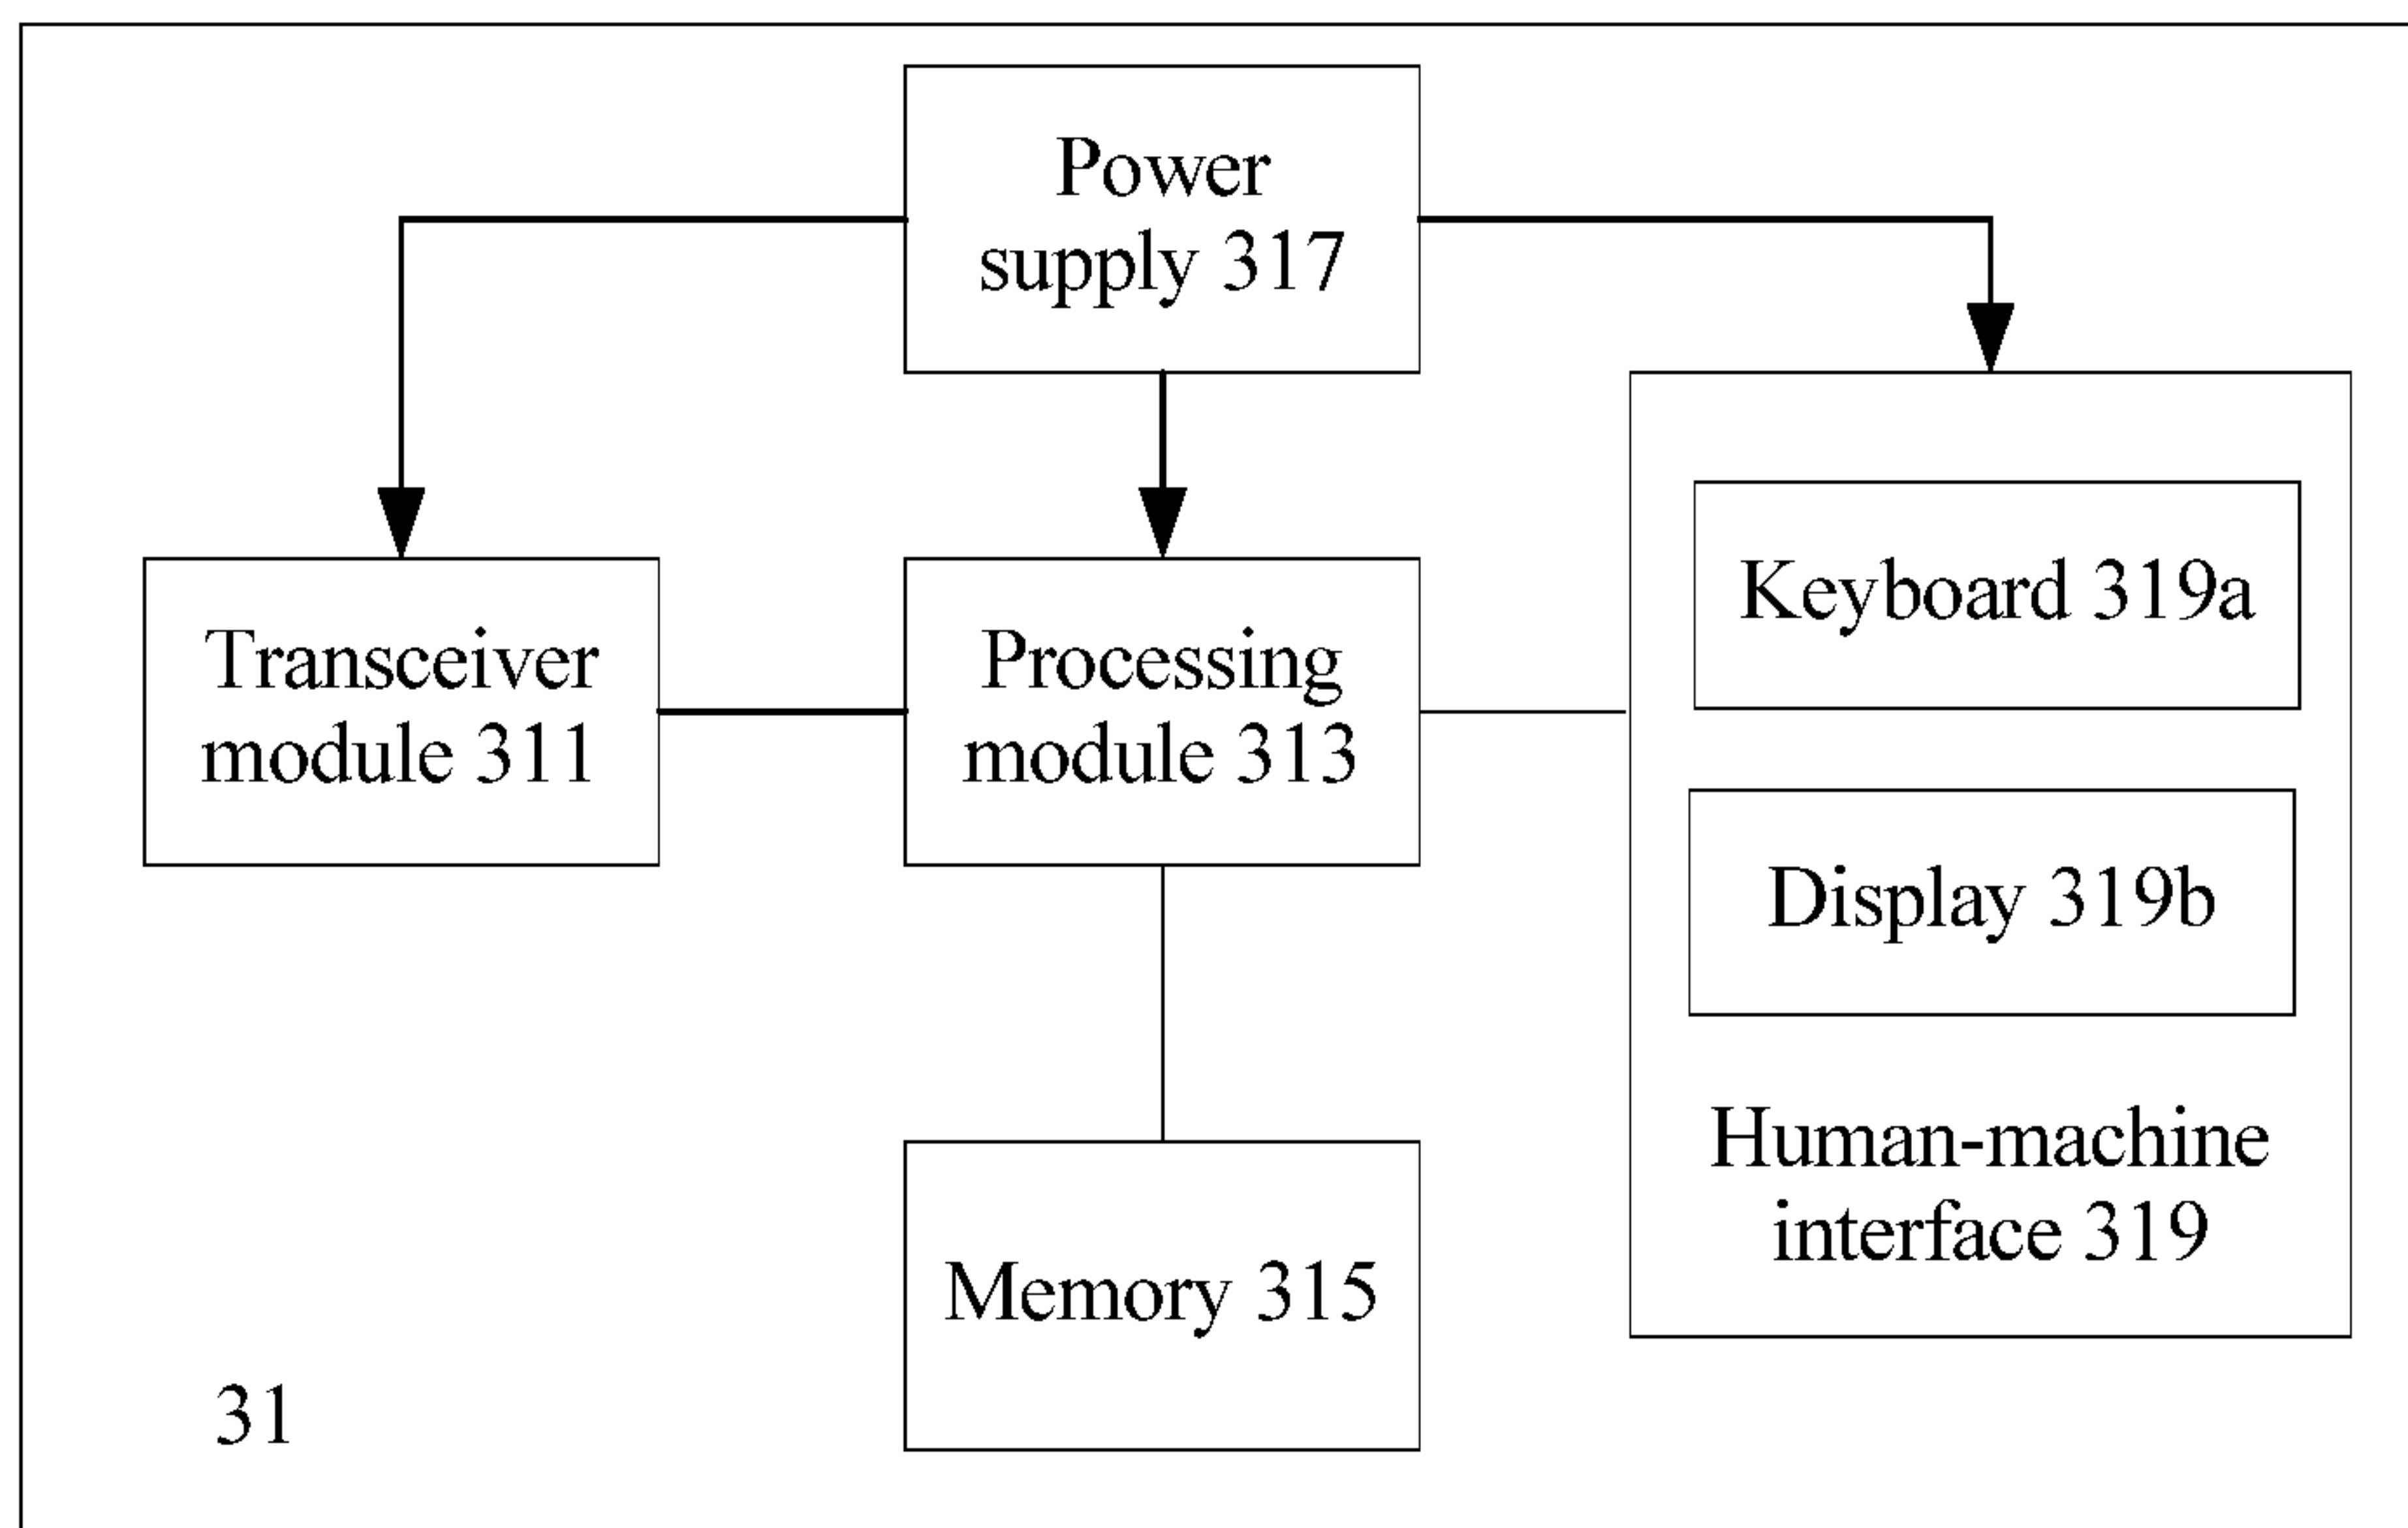 Power
supply 317
Transceiver
module 311
Processing
module 313
Keyboard 319a
Display 319b
Human-machine
interface 319
Memory 315
31